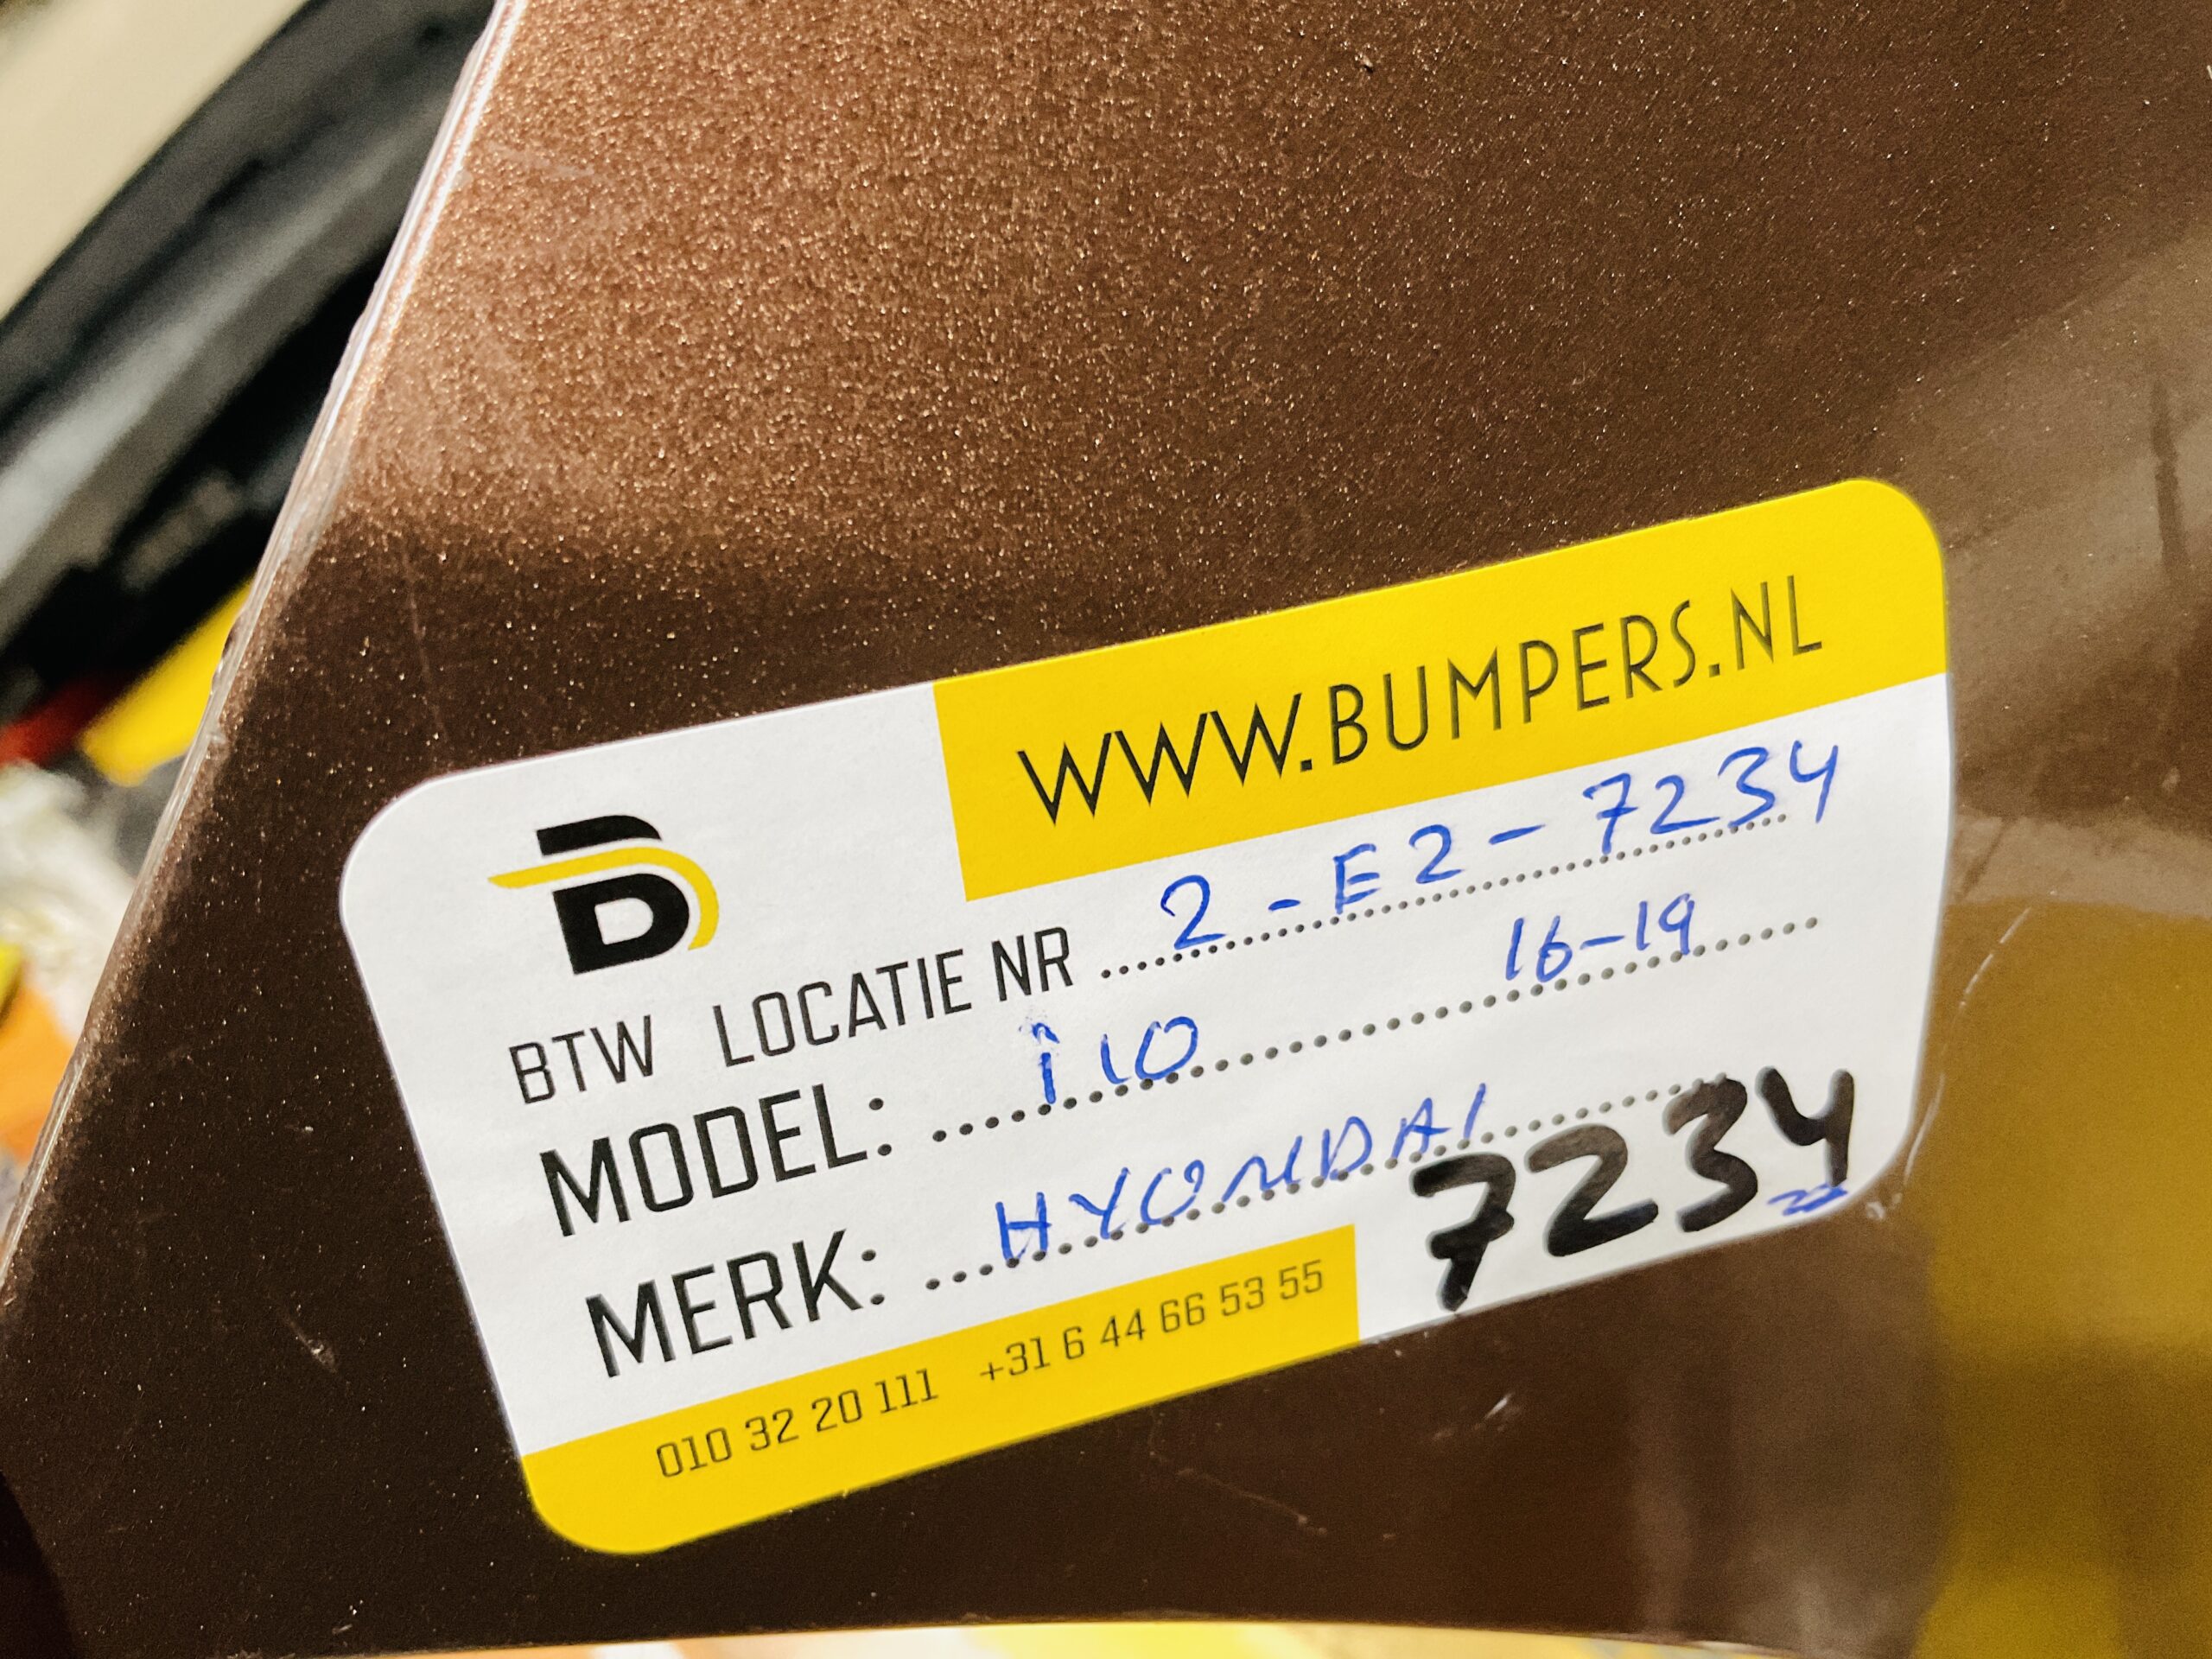 WWW.BUMPERS.NL
BTW LOCATIE NR 2-E2-7234
MODEL: i10 16-19
MERK: HYONDAI
7234
010 32 20 111 +31 6 44 66 53 55